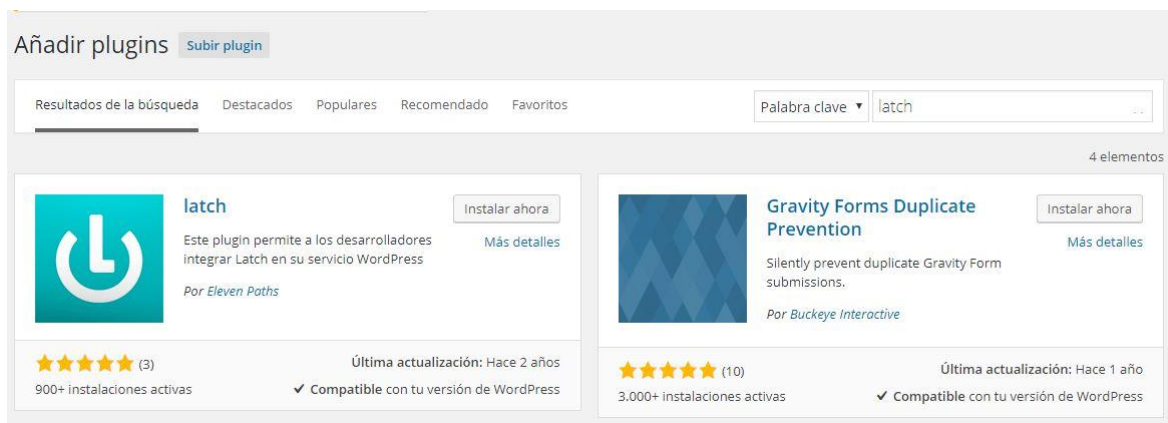 Añadir plugins Subir plugin
Resultados de la búsqueda Destacados Populares Recomendado Favoritos Palabra clave latch
4 elementos
latch Instalar ahora
Este plugin permite a los desarrolladores Más detalles
integrar Latch en su servicio WordPress
Por Eleven Paths
(3) Última actualización: Hace 2 años
900+ instalaciones activas ✔ Compatible con tu versión de WordPress
Gravity Forms Duplicate Instalar ahora
Prevention Más detalles
Silently prevent duplicate Gravity Form
submissions.
Por Buckeye Interactive
(10) Última actualización: Hace 1 año
3.000+ instalaciones activas ✔ Compatible con tu versión de WordPress